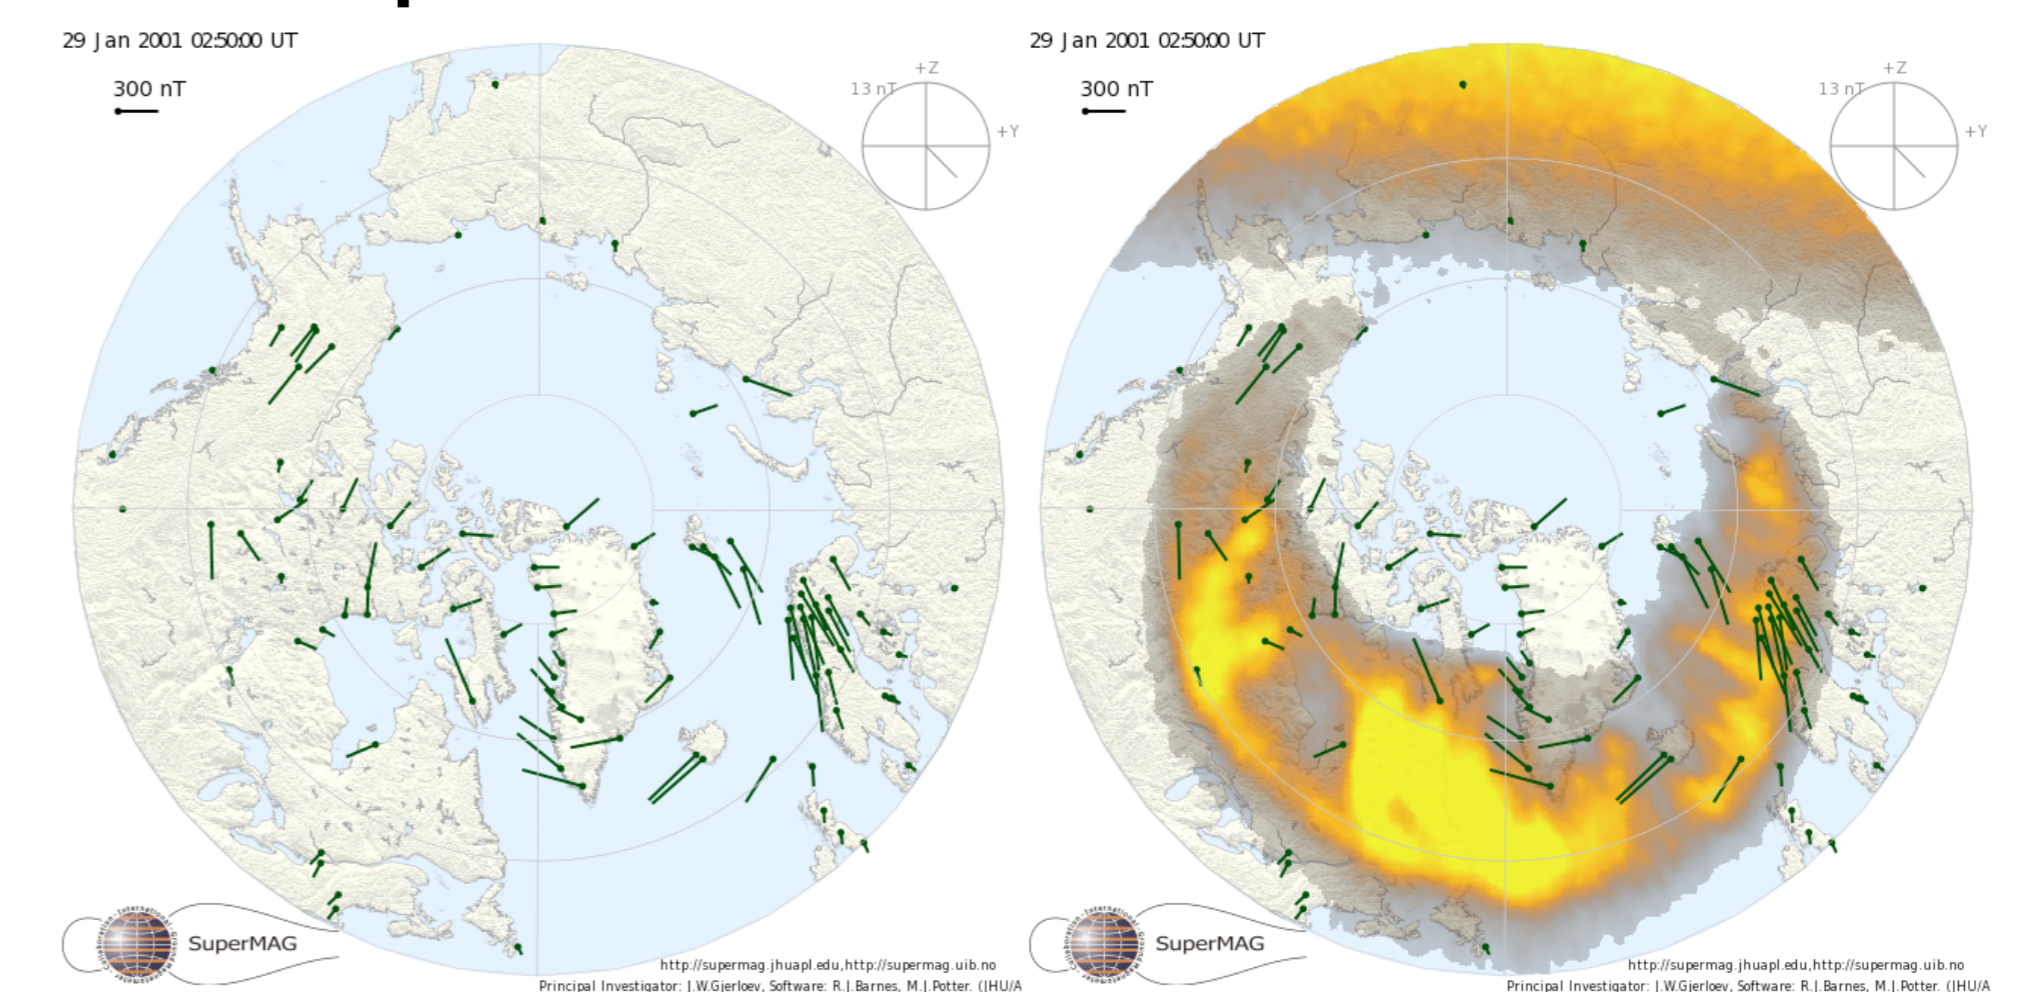 29 Jan 2001 02:50:00 UT
300 nT
+Z
13 nT
+Y
SuperMAG
http://supermag.jhuapl.edu,http://supermag.uib.no
Principal Investigator: J.W.Gjerloev, Software: R.J.Barnes, M.J.Potter. (JHU/A
29 Jan 2001 02:50:00 UT
300 nT
+Z
13 nT
+Y
SuperMAG
http://supermag.jhuapl.edu,http://supermag.uib.no
Principal Investigator: J.W.Gjerloev, Software: R.J.Barnes, M.J.Potter. (JHU/A